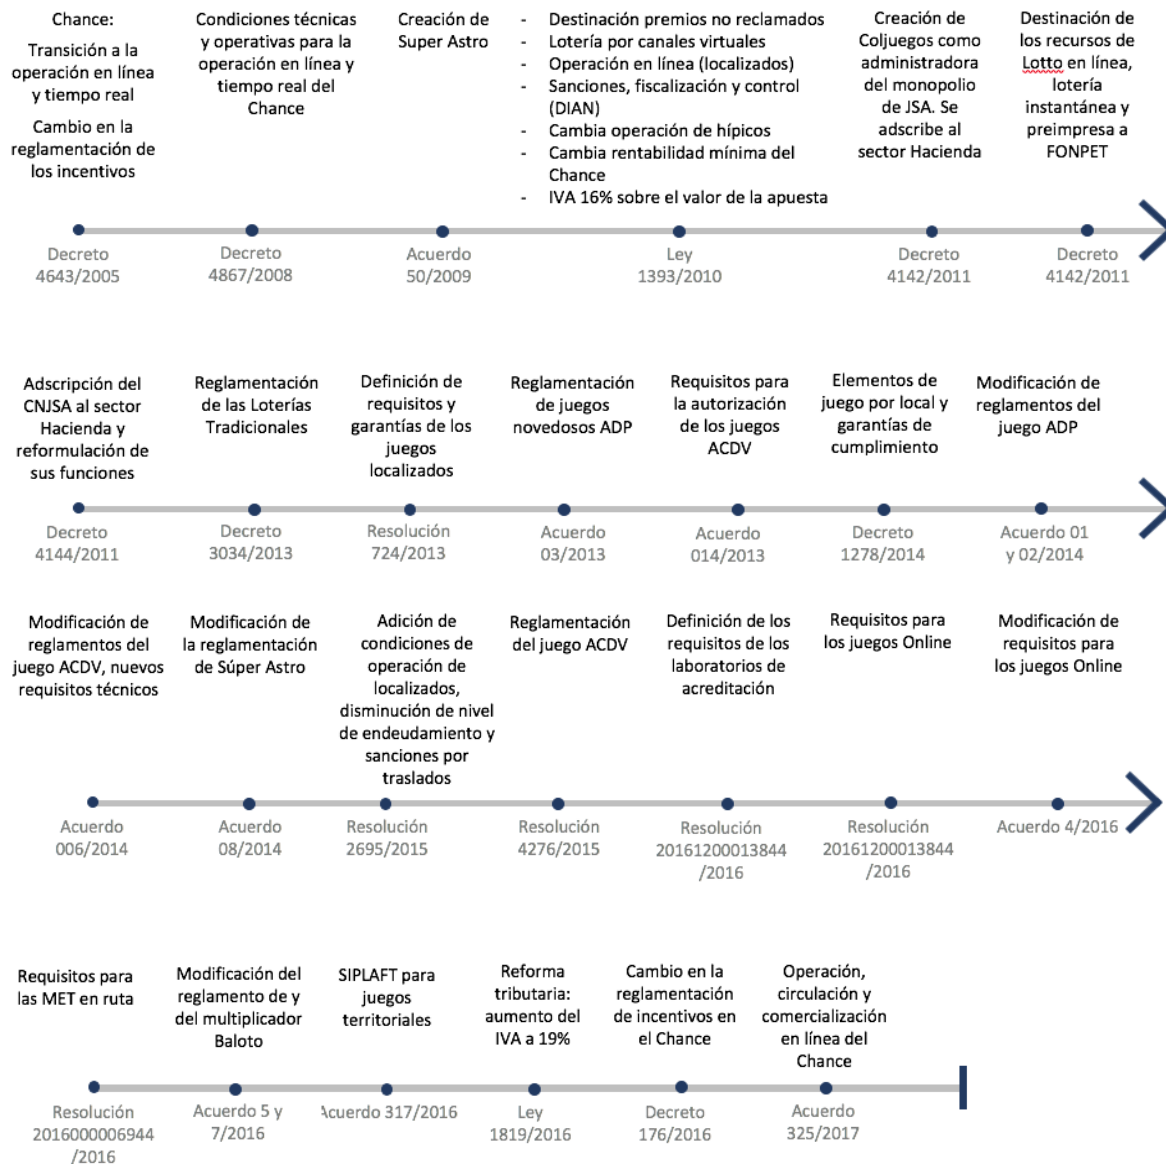 Chance:
Transición a la
operación en línea
y tiempo real
Cambio en la
reglamentación de
los incentivos
Condiciones técnicas
y operativas para la
operación en línea y
tiempo real del
Chance
Creación de
Super Astro
- Destinación premios no reclamados
- Lotería por canales virtuales
- Operación en línea (localizados)
- Sanciones, fiscalización y control
(DIAN)
- Cambia operación de hípicos
- Cambia rentabilidad mínima del
Chance
- IVA 16% sobre el valor de la apuesta
Creación de
Coljuegos como
administradora
del monopolio
de JSA. Se
adscribe al
sector Hacienda
Destinación de
los recursos de
Lotto en línea,
lotería
instantánea y
preimpresa a
FONPET
Decreto
4643/2005
Decreto
4867/2008
Acuerdo
50/2009
Ley
1393/2010
Decreto
4142/2011
Decreto
4142/2011
Adscripción del
CNJSA al sector
Hacienda y
reformulación de
sus funciones
Reglamentación
de las Loterías
Tradicionales
Definición de
requisitos y
garantías de los
juegos
localizados
Reglamentación
de juegos
novedosos ADP
Requisitos para
la autorización
de los juegos
ACDV
Elementos de
juego por local y
garantías de
cumplimiento
Modificación de
reglamentos del
juego ADP
Decreto
4144/2011
Decreto
3034/2013
Resolución
724/2013
Acuerdo
03/2013
Acuerdo
014/2013
Decreto
1278/2014
Acuerdo 01
y 02/2014
Modificación de
reglamentos del
juego ACDV, nuevos
requisitos técnicos
Modificación de
la reglamentación
de Súper Astro
Adición de
condiciones de
operación de
localizados,
disminución de nivel
de endeudamiento y
sanciones por
traslados
Reglamentación
del juego ACDV
Definición de los
requisitos de los
laboratorios de
acreditación
Requisitos para
los juegos Online
Modificación de
requisitos para
los juegos Online
Acuerdo
006/2014
Acuerdo
08/2014
Resolución
2695/2015
Resolución
4276/2015
Resolución
20161200013844
/2016
Resolución
20161200013844
/2016
Acuerdo 4/2016
Requisitos para
las MET en ruta
Modificación del
reglamento de y
del multiplicador
Baloto
SIPLAFT para
juegos
territoriales
Reforma
tributaria:
aumento del
IVA a 19%
Cambio en la
reglamentación
de incentivos en
el Chance
Operación,
circulación y
comercialización
en línea del
Chance
Resolución
2016000006944
/2016
Acuerdo 5 y
7/2016
Acuerdo 317/2016
Ley
1819/2016
Decreto
176/2016
Acuerdo
325/2017